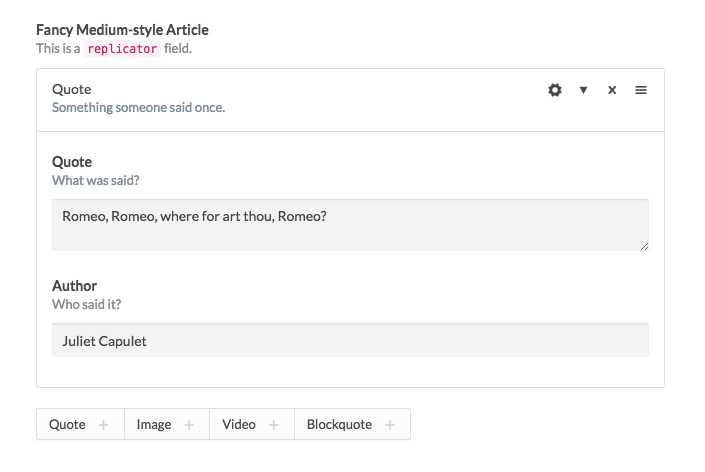 Fancy Medium-style Article
This is a replicator field.
Quote
Something someone said once.
Quote
What was said?
Romeo, Romeo, where for art thou, Romeo?
Author
Who said it?
Juliet Capulet
Quote + Image + Video + Blockquote +